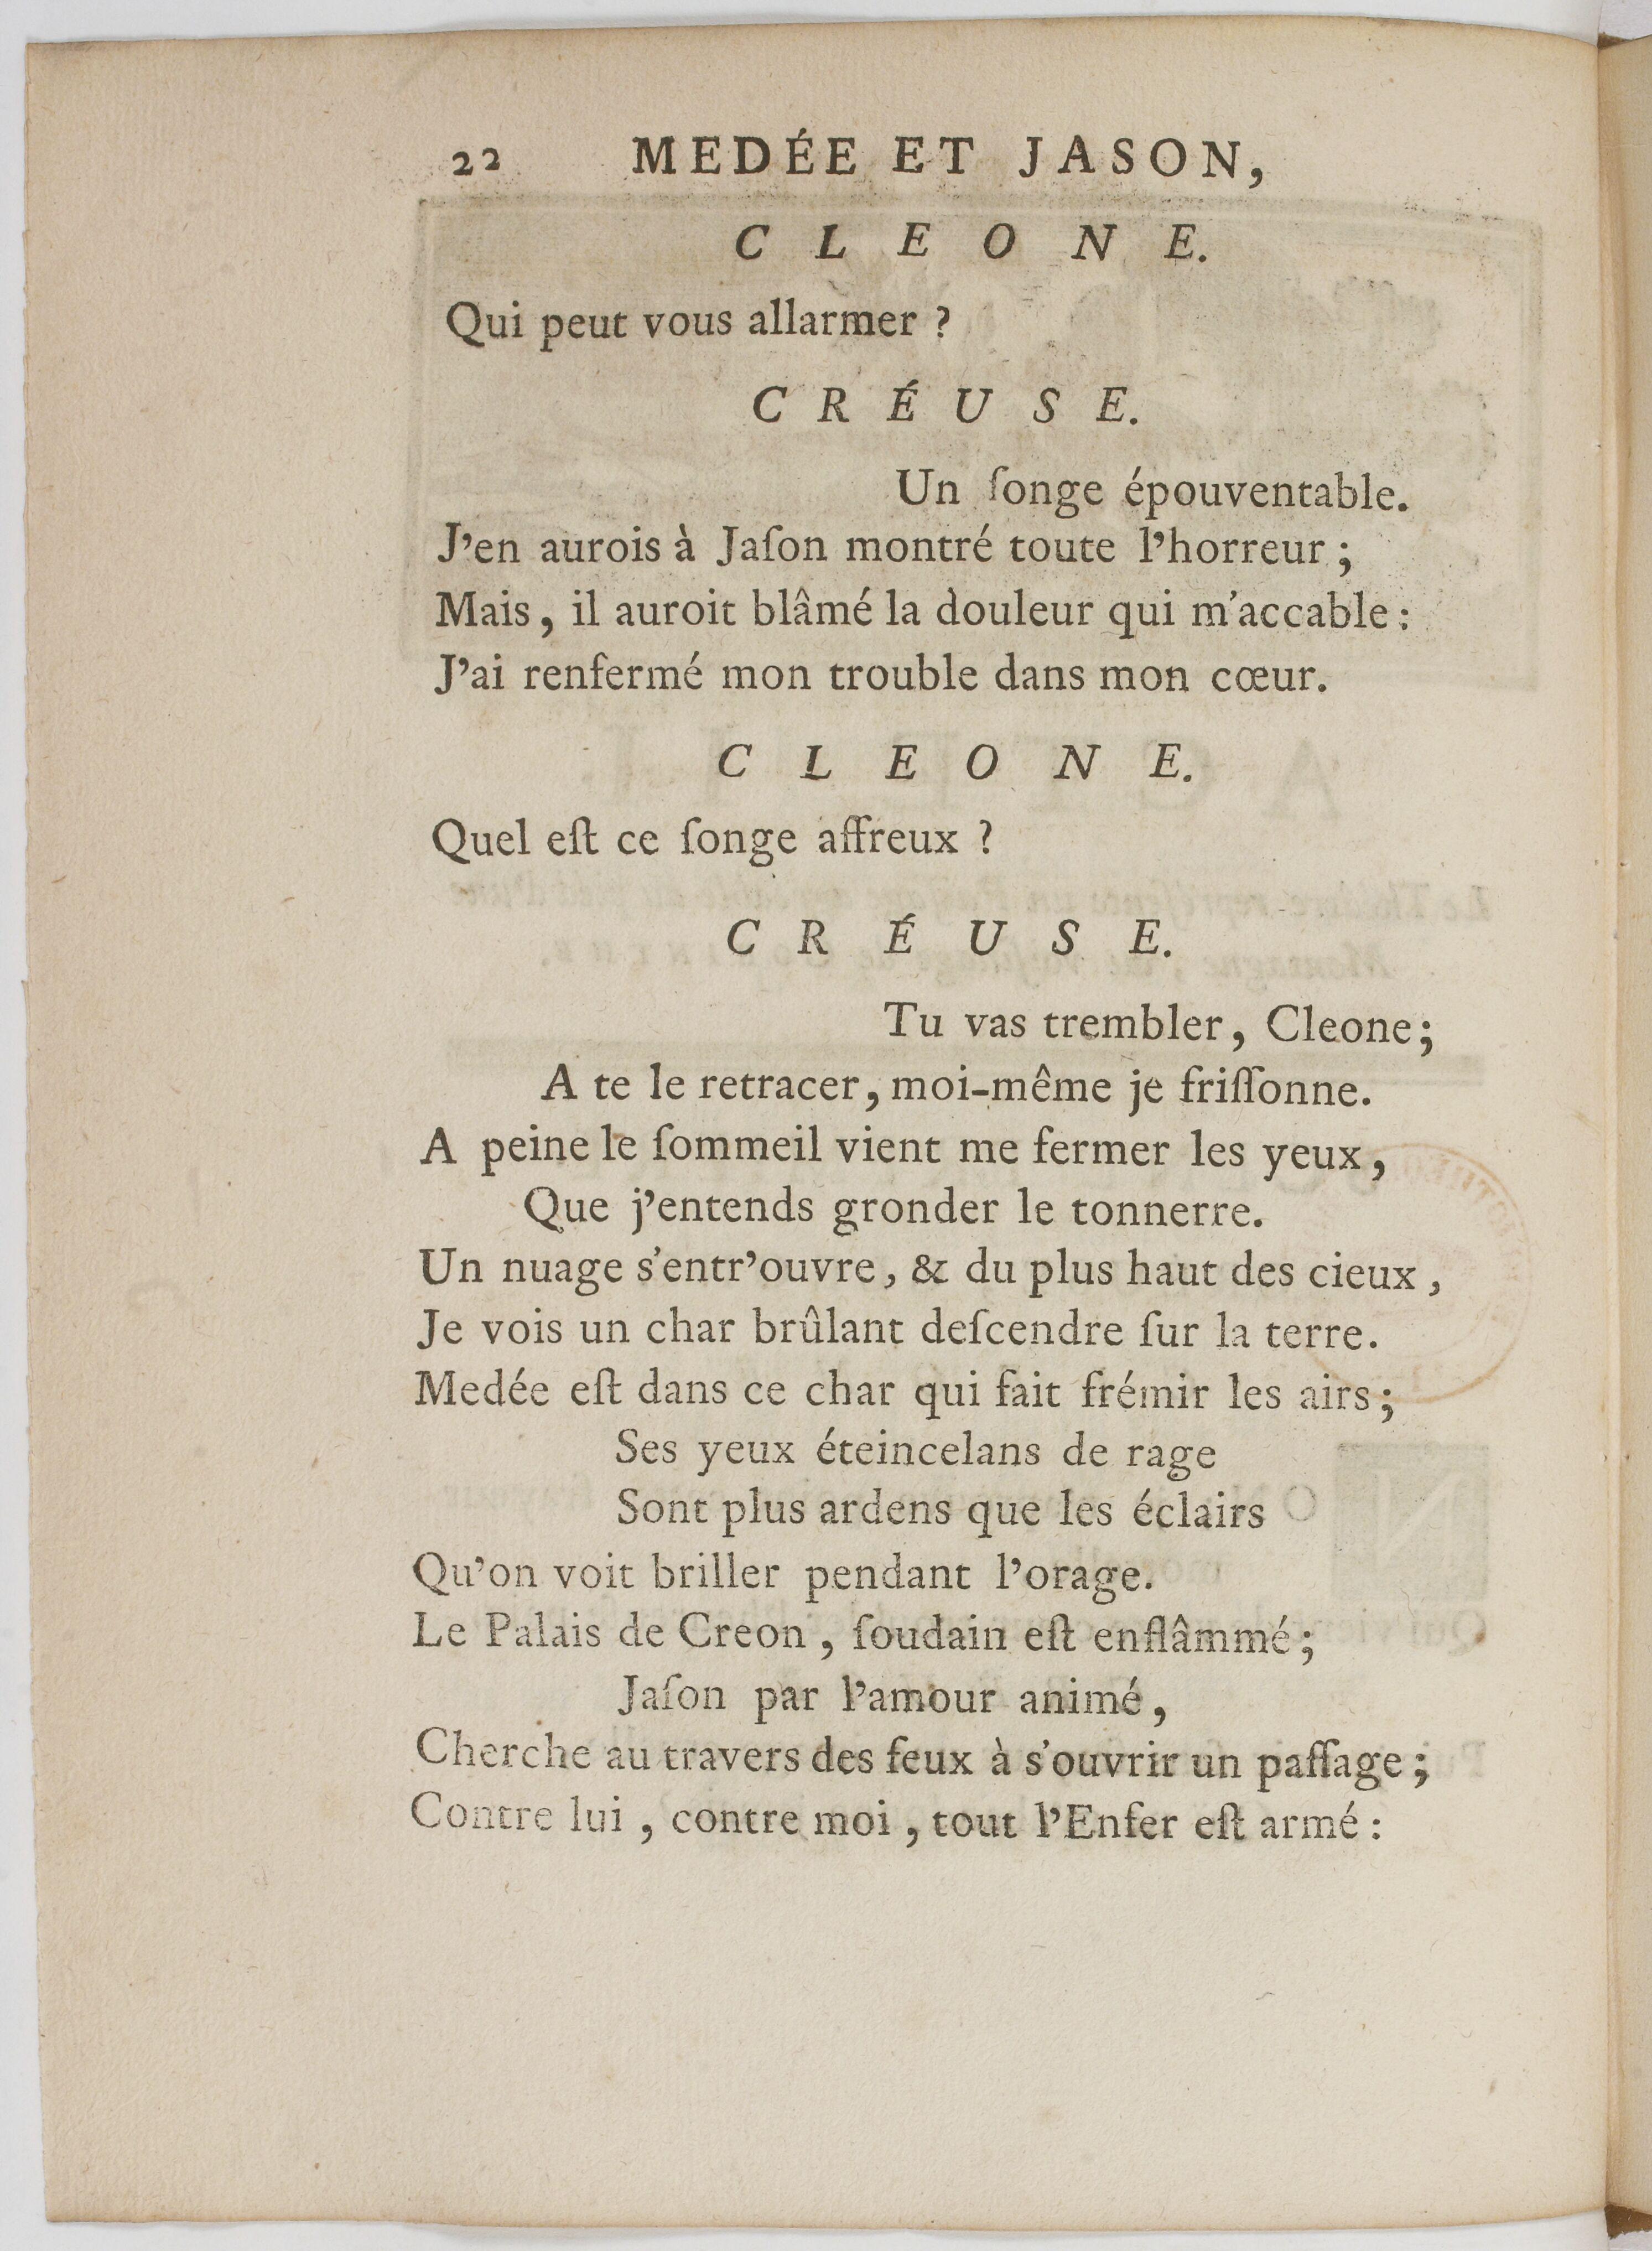 22 MEDÉE ET JASON,
CLEONE.
Qui peut vous allarmer ?
CRÉUSE.
Un ſonge épouventable.
J'en aurois à Jaſon montré toute l'horreur ;
Mais, il auroit blâmé la douleur qui m'accable :
J'ai renfermé mon trouble dans mon cœur.
CLEONE.
Quel eſt ce ſonge affreux ?
CRÉUSE.
Tu vas trembler, Cleone ;
A te le retracer, moi-même je friſſonne.
A peine le ſommeil vient me fermer les yeux,
Que j'entends gronder le tonnerre.
Un nuage s'entr'ouvre, & du plus haut des cieux,
Je vois un char brûlant deſcendre ſur la terre.
Medée eſt dans ce char qui fait frémir les airs ;
Ses yeux éteincelans de rage
Sont plus ardens que les éclairs
Qu'on voit briller pendant l'orage.
Le Palais de Creon, ſoudain eſt enflâmmé ;
Jaſon par l'amour animé,
Cherche au travers des feux à s'ouvrir un paſſage ;
Contre lui, contre moi, tout l'Enfer eſt armé :